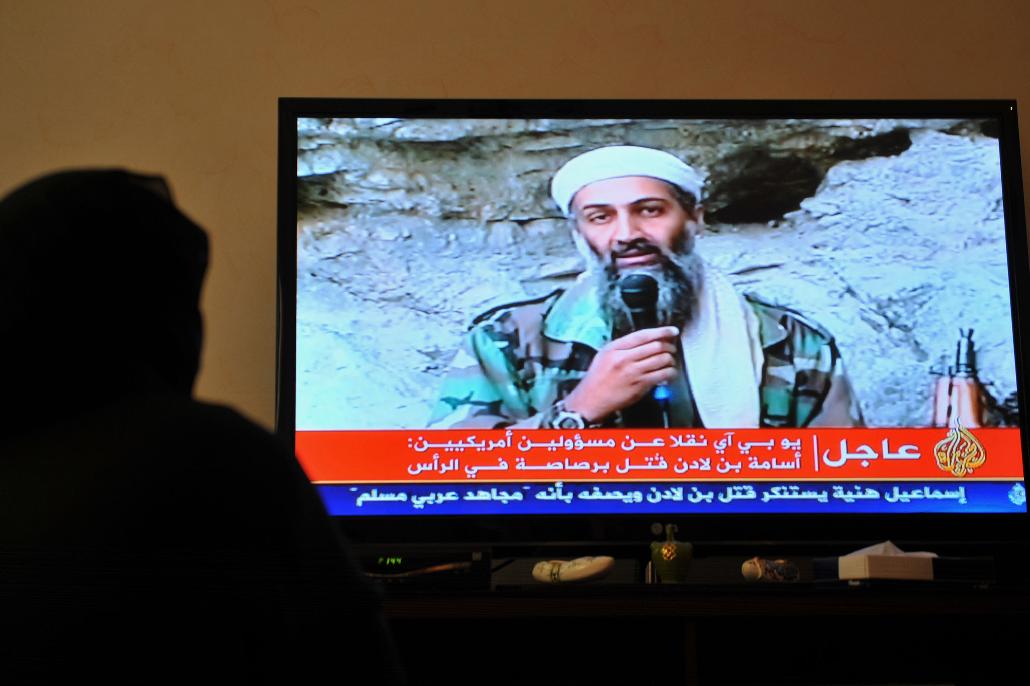 عاجل
يو بي آي نقلا عن مسؤولين أمريكيين:
أسامة بن لادن قُتل برصاصة في الرأس
إسماعيل هنية يستنكر قتل بن لادن ويصفه بأنه "مجاهد عربي مسلم"